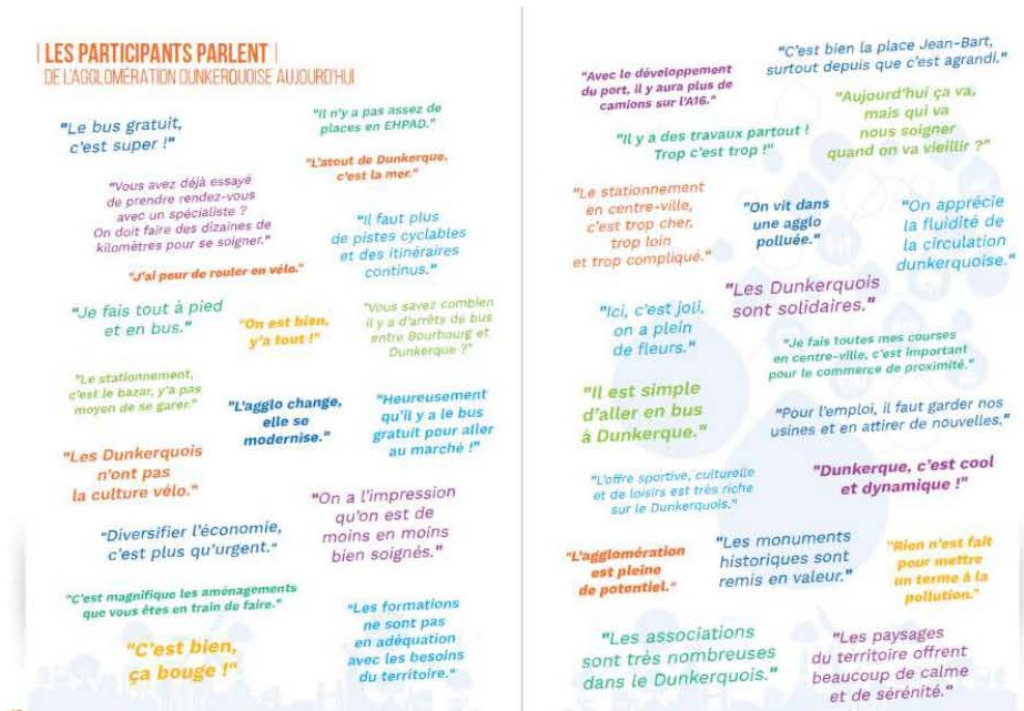 | LES PARTICIPANTS PARLENT |
DE L'AGGLOMÉRATION DUNKERQUOISE AUJOURD'HUI
"Le bus gratuit,
c'est super !"
"Il n'y a pas assez de
places en EHPAD."
"L'atout de Dunkerque,
c'est la mer."
"Vous avez déjà essayé
de prendre rendez-vous
avec un spécialiste ?
On doit faire des dizaines de
kilomètres pour se soigner."
"Il faut plus
de pistes cyclables
et des itinéraires
continus."
"J'ai peur de rouler en vélo."
"Je fais tout à pied
et en bus."
"On est bien,
y'a tout !"
"Vous savez combien
il y a d'arrêts de bus
entre Bourbourg et
Dunkerque ?"
"Le stationnement,
c'est le bazar, y'a pas
moyen de se garer."
"L'agglo change,
elle se
modernise."
"Heureusement
qu'il y a le bus
gratuit pour aller
au marché !"
"Les Dunkerquois
n'ont pas
la culture vélo."
"On a l'impression
qu'on est de
moins en moins
bien soignés."
"Diversifier l'économie,
c'est plus qu'urgent."
"C'est magnifique les aménagements
que vous êtes en train de faire."
"Les formations
ne sont pas
en adéquation
avec les besoins
du territoire."
"C'est bien,
ça bouge !"
"Avec le développement
du port, il y aura plus de
camions sur l'A16."
"C'est bien la place Jean-Bart,
surtout depuis que c'est agrandi."
"Il y a des travaux partout !
Trop c'est trop !"
"Aujourd'hui ça va,
mais qui va
nous soigner
quand on va vieillir ?"
"Le stationnement
en centre-ville,
c'est trop cher,
trop loin
et trop compliqué."
"On vit dans
une agglo
polluée."
"On apprécie
la fluidité de
la circulation
dunkerquoise."
"Les Dunkerquois
sont solidaires."
"Ici, c'est joli,
on a plein
de fleurs."
"Je fais toutes mes courses
en centre-ville, c'est important
pour le commerce de proximité."
"Il est simple
d'aller en bus
à Dunkerque."
"Pour l'emploi, il faut garder nos
usines et en attirer de nouvelles."
"L'offre sportive, culturelle
et de loisirs est très riche
sur le Dunkerquois."
"Dunkerque, c'est cool
et dynamique !"
"L'agglomération
est pleine
de potentiel."
"Les monuments
historiques sont
remis en valeur."
"Rien n'est fait
pour mettre
un terme à la
pollution."
"Les associations
sont très nombreuses
dans le Dunkerquois."
"Les paysages
du territoire offrent
beaucoup de calme
et de sérénité."